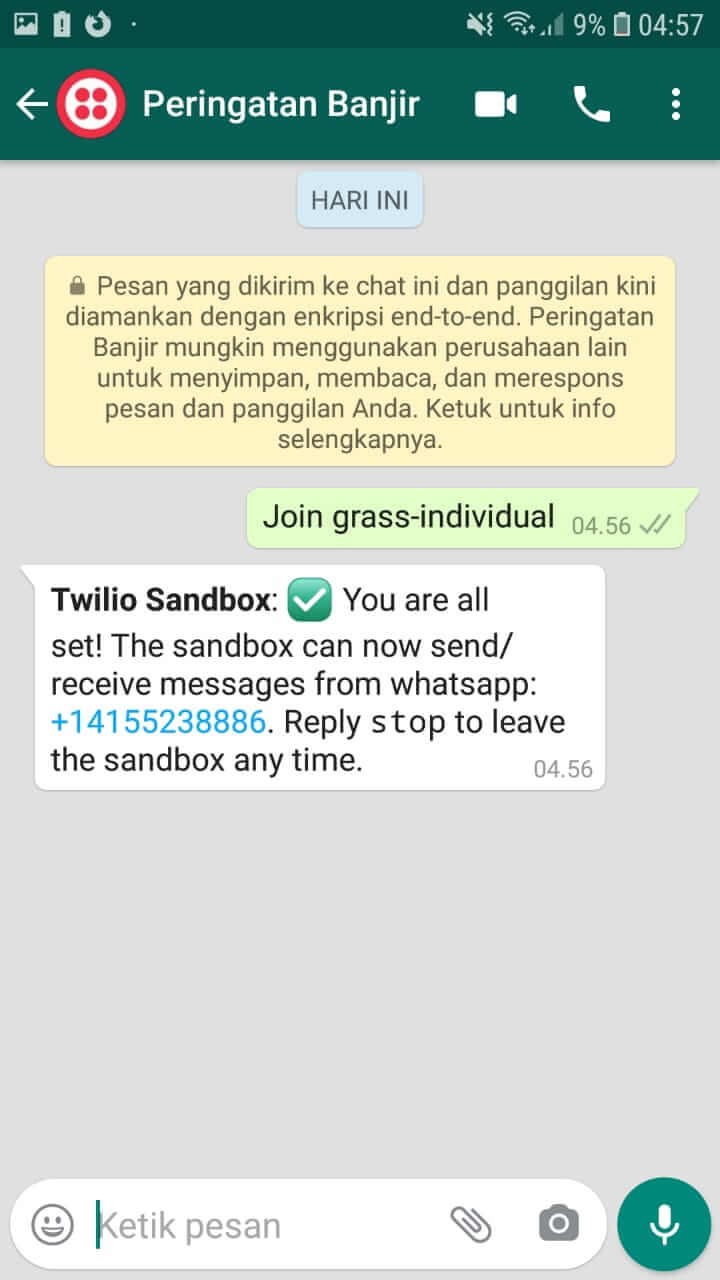 9% 04:57
Peringatan Banjir
HARI INI
Pesan yang dikirim ke chat ini dan panggilan kini
diamankan dengan enkripsi end-to-end. Peringatan
Banjir mungkin menggunakan perusahaan lain
untuk menyimpan, membaca, dan merespons
pesan dan panggilan Anda. Ketuk untuk info
selengkapnya.
Join grass-individual 04.56
Twilio Sandbox: ✅ You are all
set! The sandbox can now send/
receive messages from whatsapp:
+14155238886. Reply stop to leave
the sandbox any time. 04.56
Ketik pesan